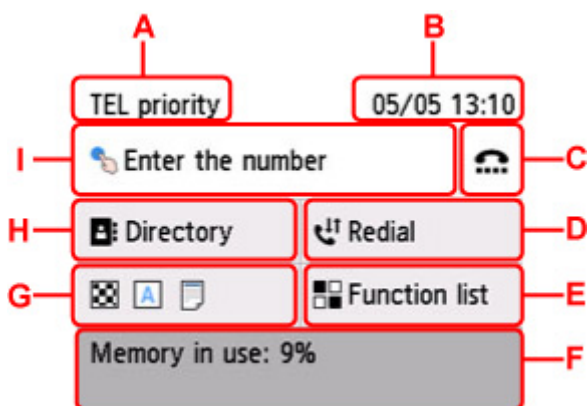 A
B
TEL priority
05/05 13:10
I
Enter the number
C
H
Directory
Redial
D
G
A
Function list
E
Memory in use: 9%
F